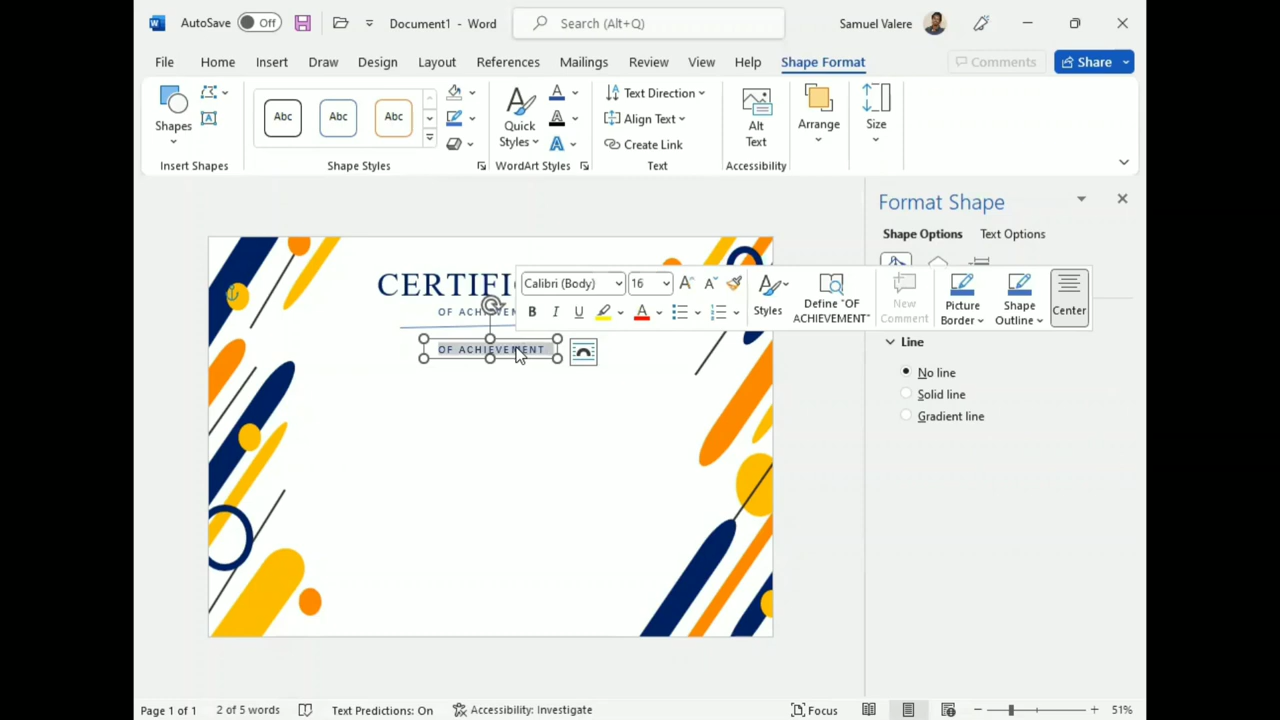 AutoSave Off Document1 - Word Search (Alt+Q) Samuel Valere
File Home Insert Draw Design Layout References Mailings Review View Help Shape Format Comments Share
Shapes
Insert Shapes
Abc Abc Abc
Shape Styles
Quick Styles
WordArt Styles
Text Direction
Align Text
Create Link
Text
Alt Text
Accessibility
Arrange
Size
Format Shape
Shape Options Text Options
CERTIFI
OF ACHIEVEN
OF ACHIEVEMENT
Calibri (Body) 16
B I U
Styles
Define "OF ACHIEVEMENT"
New Comment
Picture Border
Shape Outline
Center
Line
No line
Solid line
Gradient line
Page 1 of 1 2 of 5 words Text Predictions: On Accessibility: Investigate Focus 51%